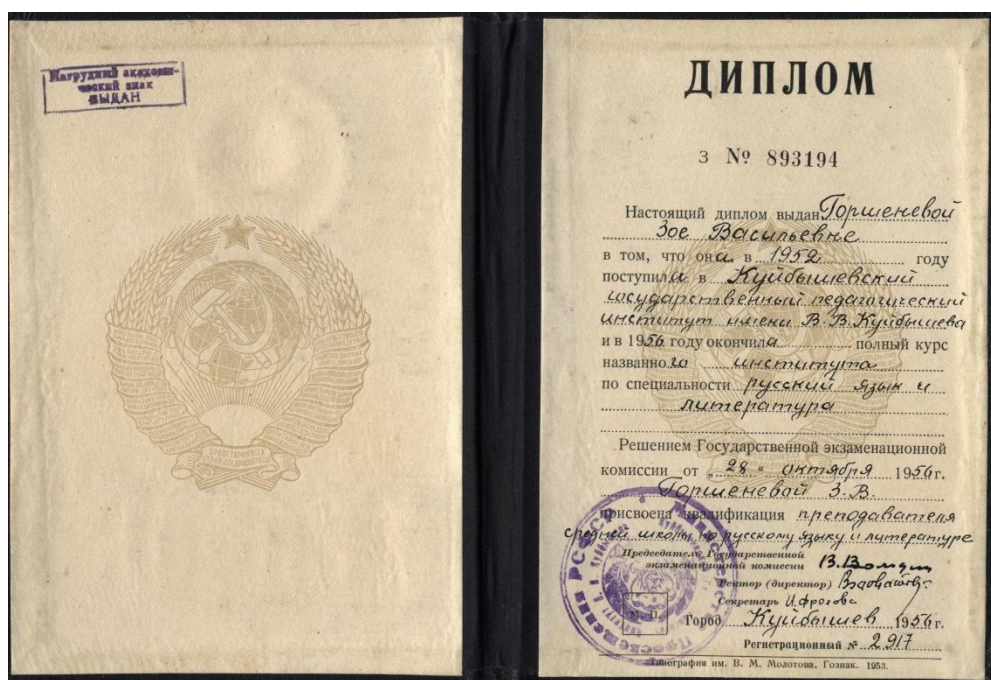 Нагрудный академи-
ческий знак
ВЫДАН
ДИПЛОМ
З № 893194
Настоящий диплом выдан Горшеневой
Зое Васильевне
в том, что она в 1952 году
поступила в Куйбышевский
государственный педагогический
институт имени В.В.Куйбышева
и в 1956 году окончила полный курс
названного института
по специальности русский язык и
литература
Решением Государственной экзаменационной
комиссии от „28 " октября 1956 г.
Горшеневой З.В.
присвоена квалификация преподавателя
средней школы по русскому языку и литературе
Председатель Государственной
экзаменационной комиссии
Ректор (директор)
Секретарь
Город Куйбышев 1956 г.
Регистрационный № 2917
Типография им. В. М. Молотова. Гознак. 1953.